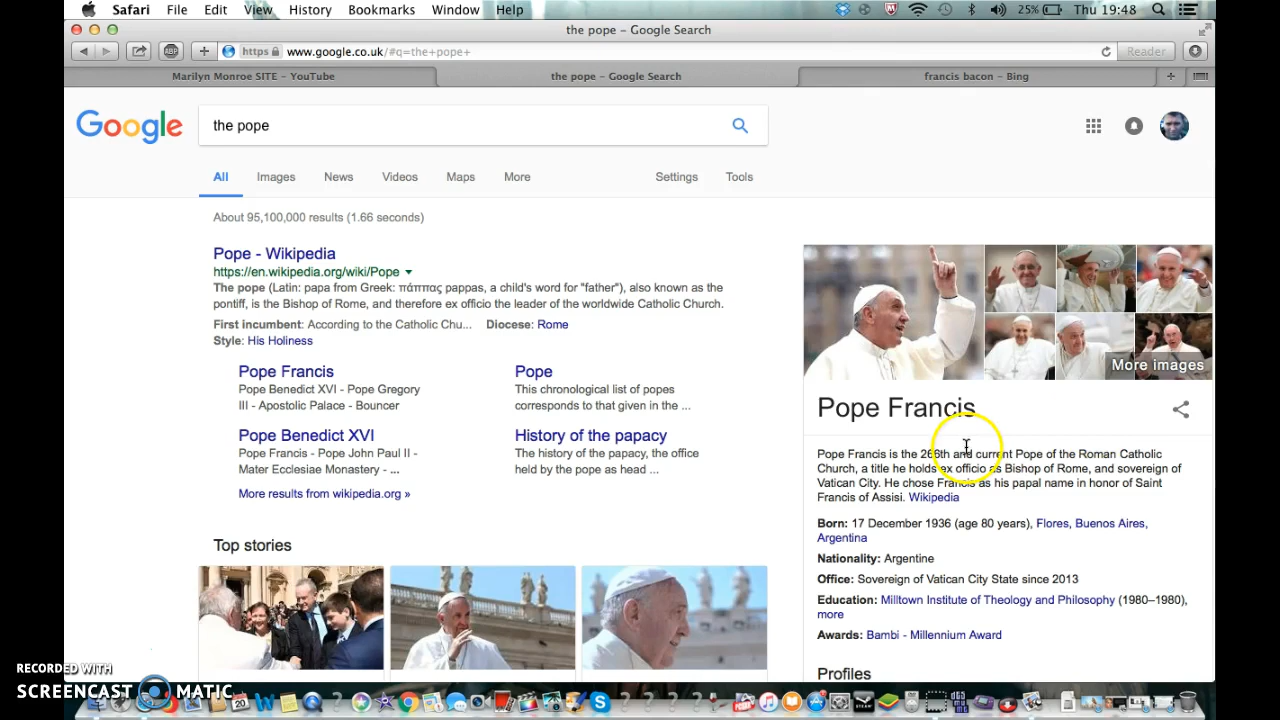 Safari File Edit View History Bookmarks Window Help 25% Thu 19:48
the pope – Google Search
ABP + https www.google.co.uk/#q=the+pope+ Reader
Marilyn Monroe SITE – YouTube the pope – Google Search francis bacon – Bing +
Google the pope
All Images News Videos Maps More Settings Tools
About 95,100,000 results (1.66 seconds)
Pope - Wikipedia
https://en.wikipedia.org/wiki/Pope
The pope (Latin: papa from Greek: πάππας pappas, a child's word for "father"), also known as the
pontiff, is the Bishop of Rome, and therefore ex officio the leader of the worldwide Catholic Church.
First incumbent: According to the Catholic Chu... Diocese: Rome
Style: His Holiness
Pope Francis
Pope Benedict XVI - Pope Gregory
III - Apostolic Palace - Bouncer
Pope
This chronological list of popes
corresponds to that given in the ...
Pope Benedict XVI
Pope Francis - Pope John Paul II -
Mater Ecclesiae Monastery - ...
History of the papacy
The history of the papacy, the office
held by the pope as head ...
More results from wikipedia.org »
Top stories
More images
Pope Francis
Pope Francis is the 266th and current Pope of the Roman Catholic
Church, a title he holds ex officio as Bishop of Rome, and sovereign of
Vatican City. He chose Francis as his papal name in honor of Saint
Francis of Assisi. Wikipedia
Born: 17 December 1936 (age 80 years), Flores, Buenos Aires,
Argentina
Nationality: Argentine
Office: Sovereign of Vatican City State since 2013
Education: Milltown Institute of Theology and Philosophy (1980–1980),
more
Awards: Bambi - Millennium Award
Profiles
RECORDED WITH
SCREENCAST MATIC
20